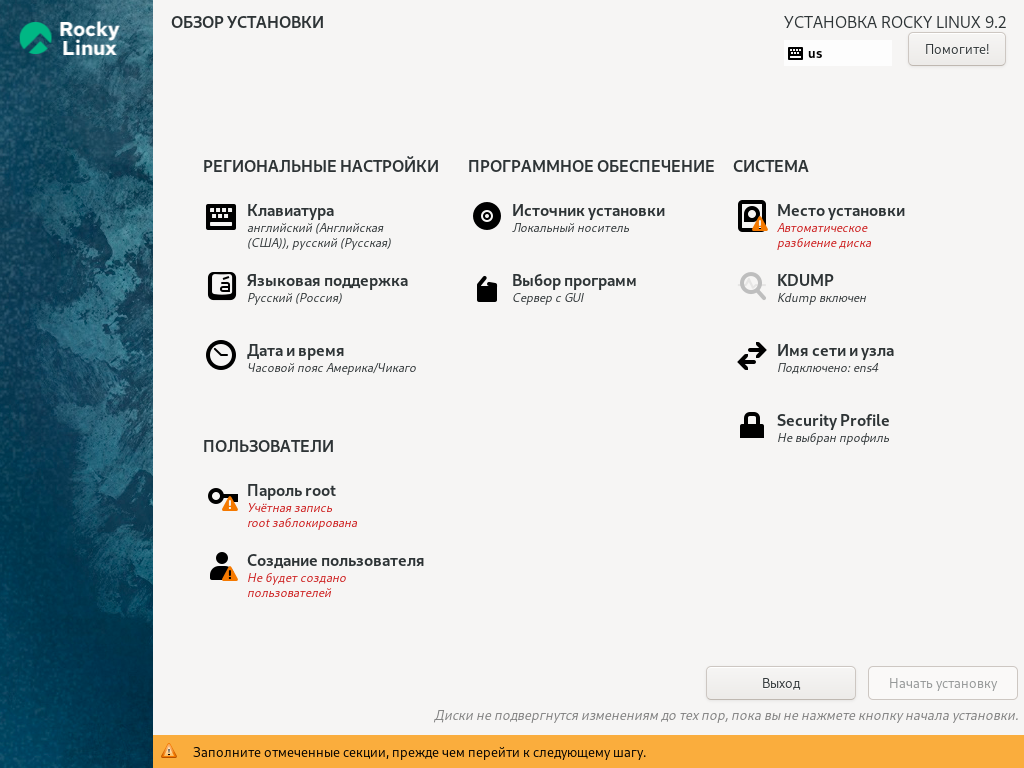 Rocky
Linux
ОБЗОР УСТАНОВКИ
УСТАНОВКА ROCKY LINUX 9.2
us
Помогите!
РЕГИОНАЛЬНЫЕ НАСТРОЙКИ
Клавиатура
английский (Английская
(США)), русский (Русская)
Языковая поддержка
Русский (Россия)
Дата и время
Часовой пояс Америка/Чикаго
ПОЛЬЗОВАТЕЛИ
Пароль root
Учётная запись
root заблокирована
Создание пользователя
Не будет создано
пользователей
ПРОГРАММНОЕ ОБЕСПЕЧЕНИЕ
Источник установки
Локальный носитель
Выбор программ
Сервер с GUI
СИСТЕМА
Место установки
Автоматическое
разбиение диска
KDUMP
Kdump включен
Имя сети и узла
Подключено: ens4
Security Profile
Не выбран профиль
Выход
Начать установку
Диски не подвергнутся изменениям до тех пор, пока вы не нажмете кнопку начала установки.
Заполните отмеченные секции, прежде чем перейти к следующему шагу.